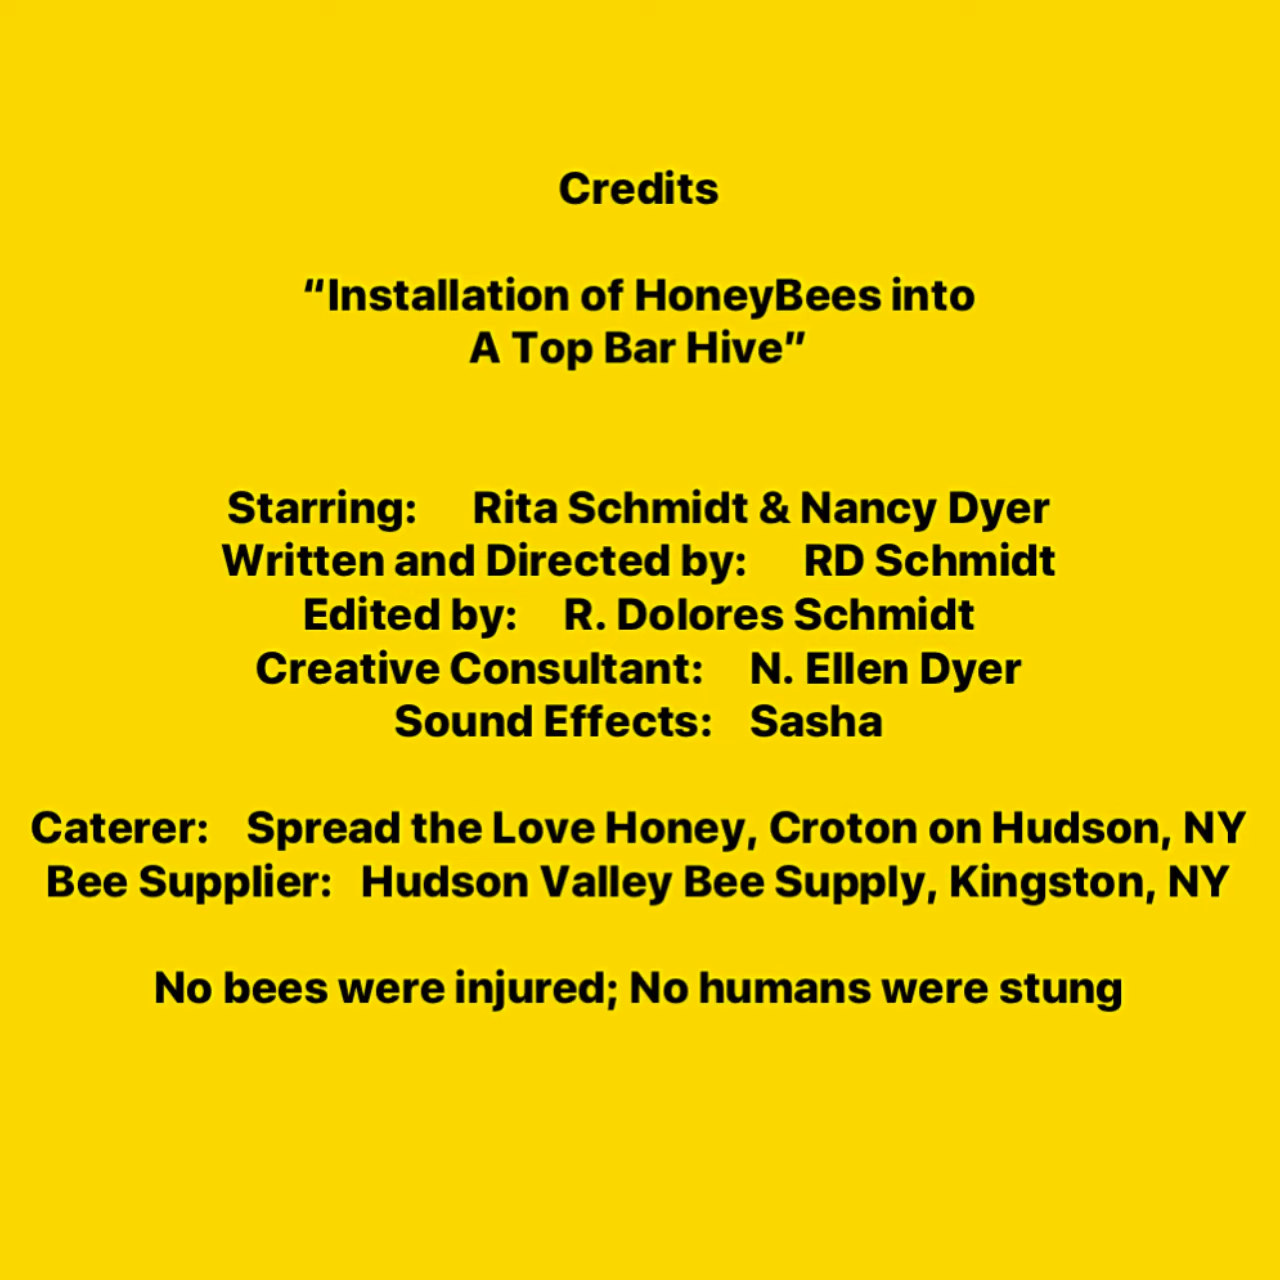 Credits
“Installation of HoneyBees into
A Top Bar Hive”
Starring: Rita Schmidt & Nancy Dyer
Written and Directed by: RD Schmidt
Edited by: R. Dolores Schmidt
Creative Consultant: N. Ellen Dyer
Sound Effects: Sasha
Caterer: Spread the Love Honey, Croton on Hudson, NY
Bee Supplier: Hudson Valley Bee Supply, Kingston, NY
No bees were injured; No humans were stung